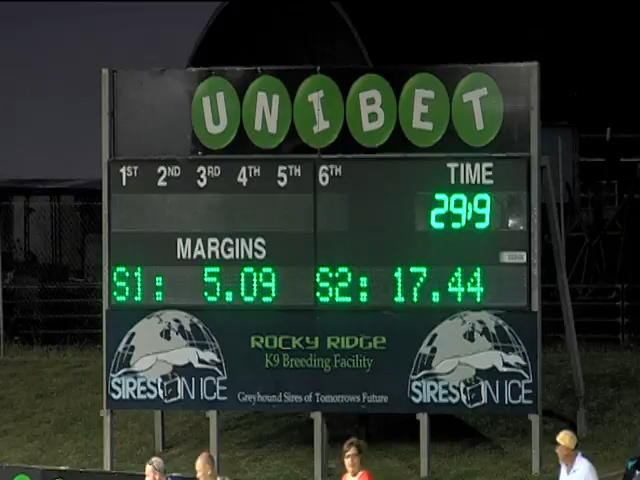 UNIBET
1ST 2ND 3RD 4TH 5TH 6TH TIME
29.9
MARGINS
S1: 5.09 S2: 17.44
SIRES ON ICE
ROCKY RIDGE
K9 Breeding Facility
Greyhound Sires of Tomorrows Future
SIRES ON ICE